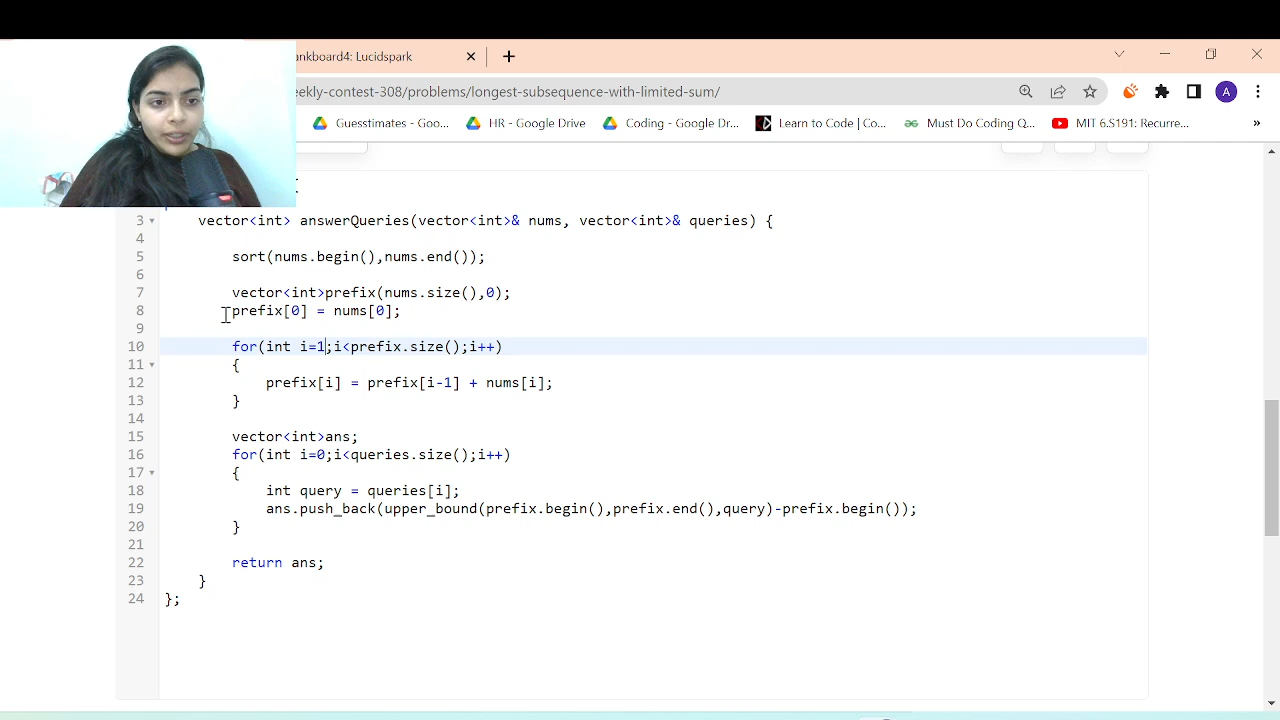 ankboard4: Lucidspark
eekly-contest-308/problems/longest-subsequence-with-limited-sum/
A
Guesstimates - Goo...
HR - Google Drive
Coding - Google Dr...
Learn to Code | Co...
Must Do Coding Q...
MIT 6.S191: Recurre...
»
3 vector<int> answerQueries(vector<int>& nums, vector<int>& queries) {
4
5 sort(nums.begin(),nums.end());
6
7 vector<int>prefix(nums.size(),0);
8 prefix[0] = nums[0];
9
10 for(int i=1;i<prefix.size();i++)
11 {
12 prefix[i] = prefix[i-1] + nums[i];
13 }
14
15 vector<int>ans;
16 for(int i=0;i<queries.size();i++)
17 {
18 int query = queries[i];
19 ans.push_back(upper_bound(prefix.begin(),prefix.end(),query)-prefix.begin());
20 }
21
22 return ans;
23 }
24 };